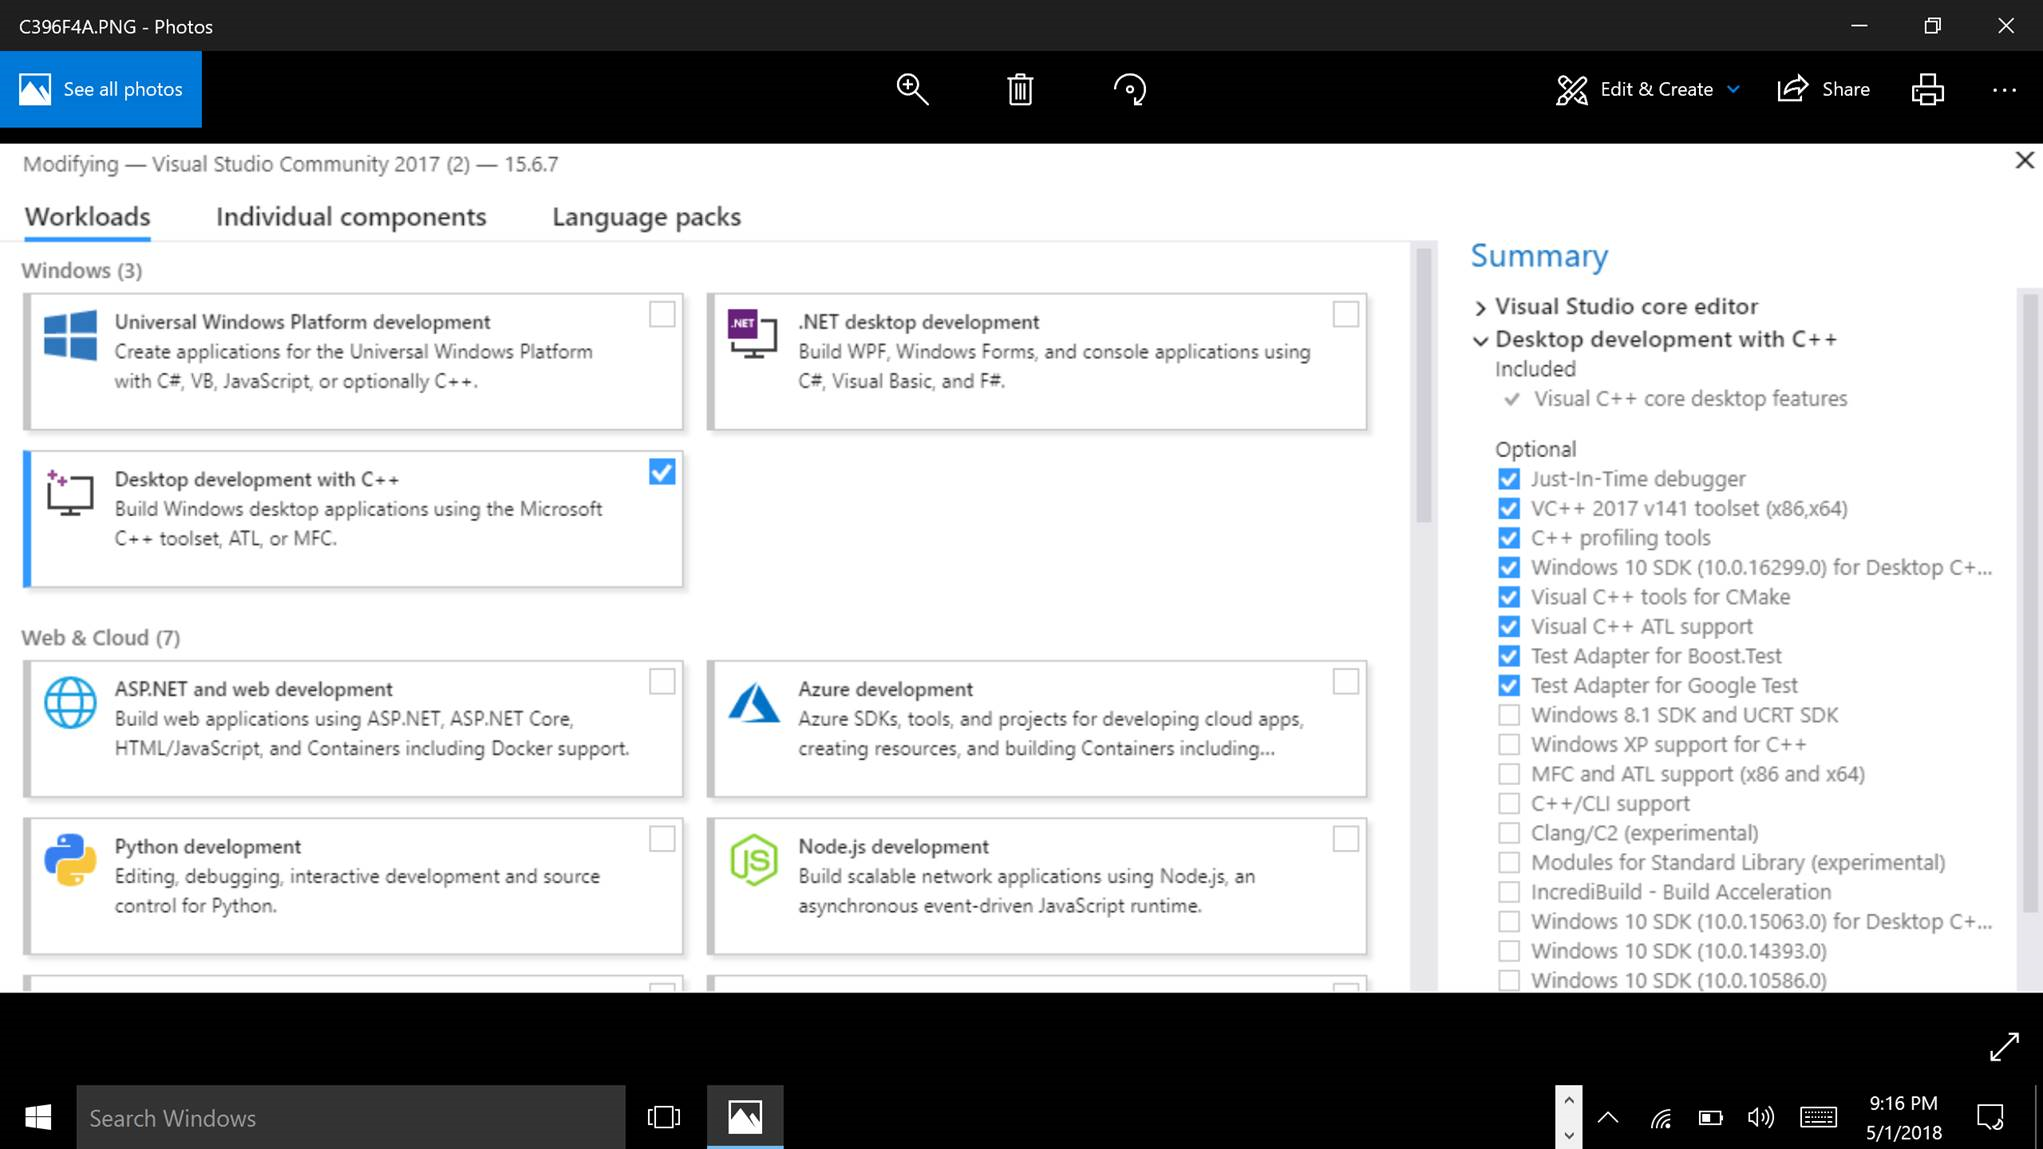 C396F4A.PNG - Photos
See all photos
Edit & Create
Share
Modifying — Visual Studio Community 2017 (2) — 15.6.7
Workloads
Individual components
Language packs
Windows (3)
Universal Windows Platform development
Create applications for the Universal Windows Platform
with C#, VB, JavaScript, or optionally C++.
.NET
.NET desktop development
Build WPF, Windows Forms, and console applications using
C#, Visual Basic, and F#.
Desktop development with C++
Build Windows desktop applications using the Microsoft
C++ toolset, ATL, or MFC.
Web & Cloud (7)
ASP.NET and web development
Build web applications using ASP.NET, ASP.NET Core,
HTML/JavaScript, and Containers including Docker support.
Azure development
Azure SDKs, tools, and projects for developing cloud apps,
creating resources, and building Containers including...
Python development
Editing, debugging, interactive development and source
control for Python.
JS
Node.js development
Build scalable network applications using Node.js, an
asynchronous event-driven JavaScript runtime.
Summary
Visual Studio core editor
Desktop development with C++
Included
Visual C++ core desktop features
Optional
Just-In-Time debugger
VC++ 2017 v141 toolset (x86,x64)
C++ profiling tools
Windows 10 SDK (10.0.16299.0) for Desktop C+...
Visual C++ tools for CMake
Visual C++ ATL support
Test Adapter for Boost.Test
Test Adapter for Google Test
Windows 8.1 SDK and UCRT SDK
Windows XP support for C++
MFC and ATL support (x86 and x64)
C++/CLI support
Clang/C2 (experimental)
Modules for Standard Library (experimental)
IncrediBuild - Build Acceleration
Windows 10 SDK (10.0.15063.0) for Desktop C+...
Windows 10 SDK (10.0.14393.0)
Windows 10 SDK (10.0.10586.0)
Search Windows
9:16 PM
5/1/2018